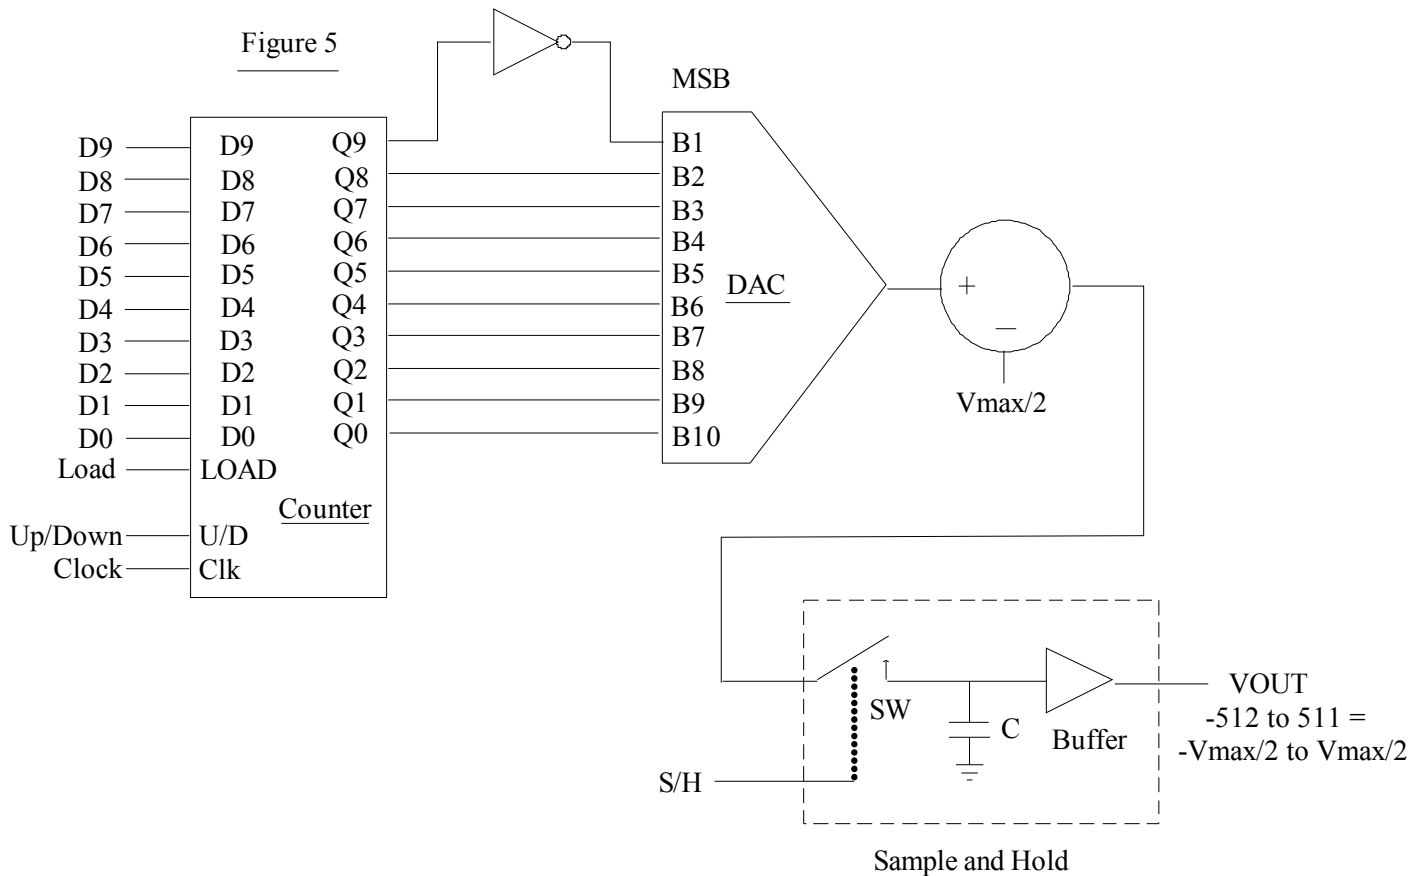 Figure 5
MSB
D9 D9 Q9 B1
D8 D8 Q8 B2
D7 D7 Q7 B3
D6 D6 Q6 B4
D5 D5 Q5 B5
DAC
D4 D4 Q4 B6
D3 D3 Q3 B7
D2 D2 Q2 B8
D1 D1 Q1 B9
D0 D0 Q0 B10
+
−
Vmax/2
Load LOAD
Counter
Up/Down U/D
Clock Clk
SW
C
Buffer
VOUT
-512 to 511 =
-Vmax/2 to Vmax/2
S/H
Sample and Hold